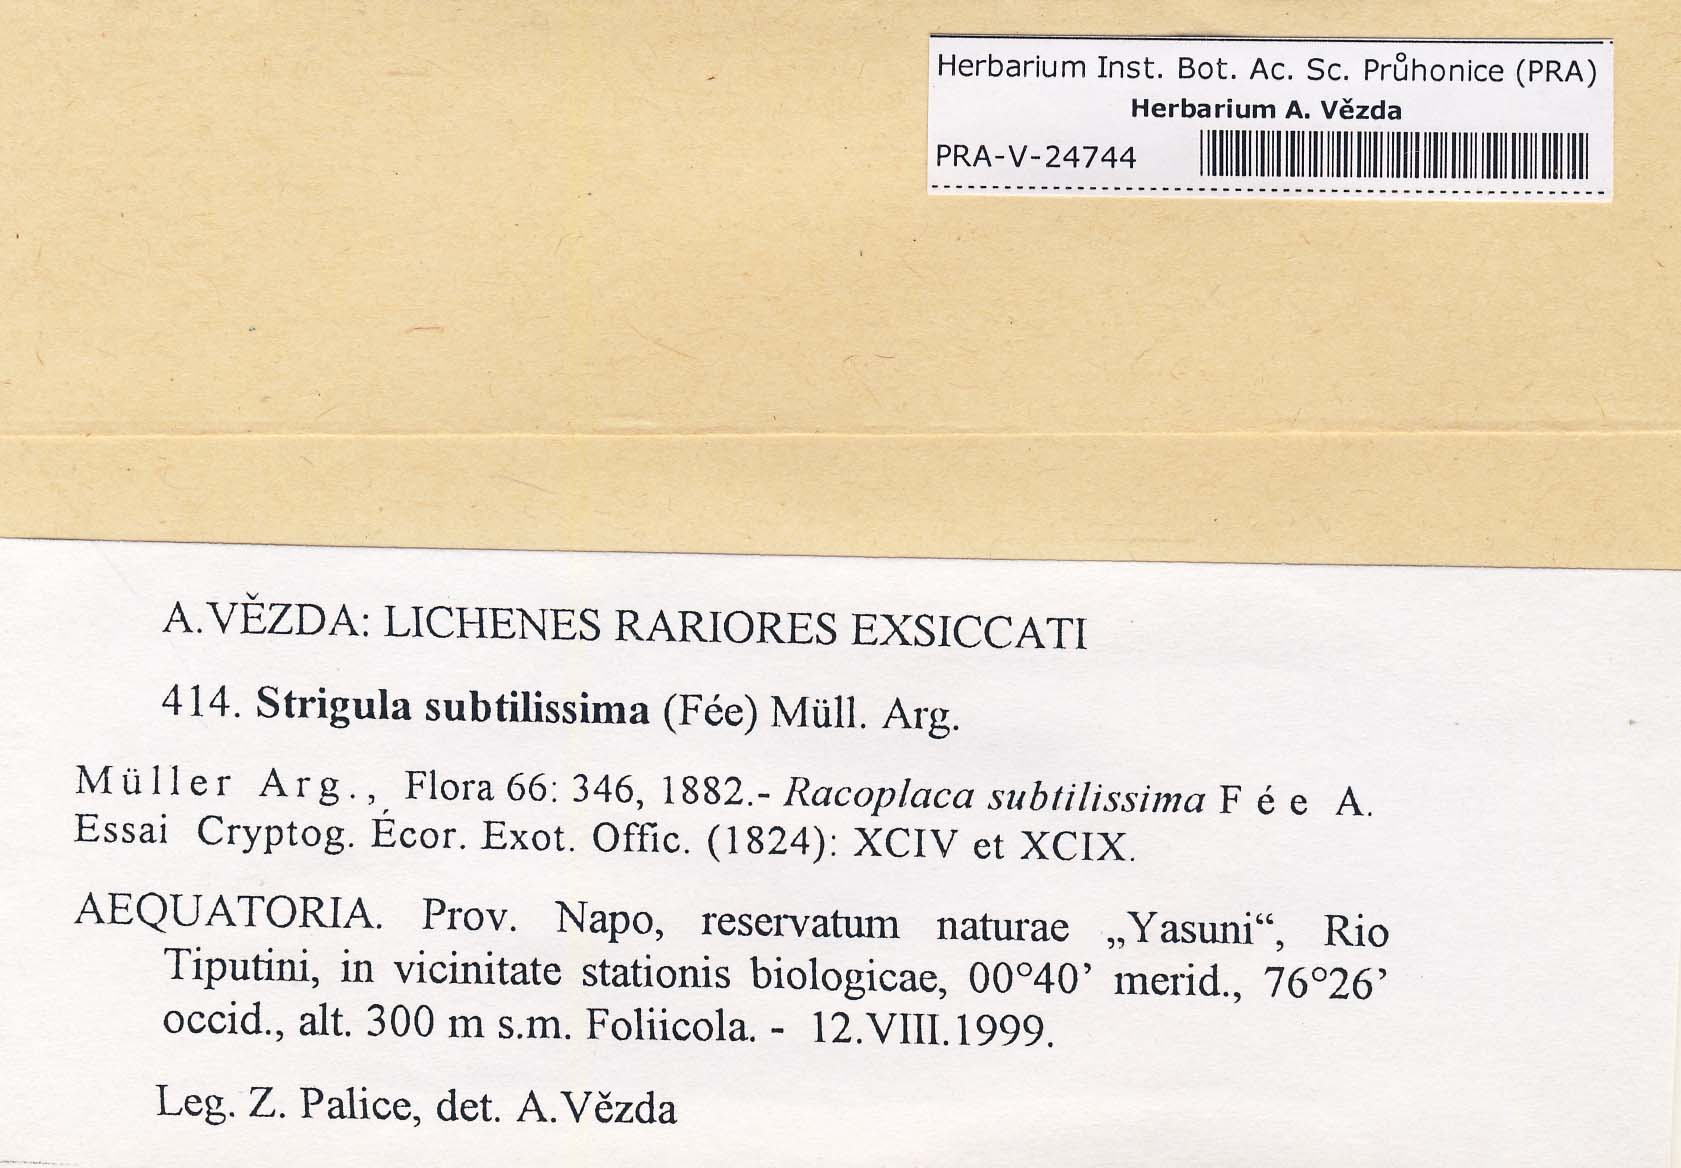 Herbarium Inst. Bot. Ac. Sc. Průhonice (PRA)
Herbarium A. Vězda
PRA-V-24744
A.VĚZDA: LICHENES RARIORES EXSICCATI
414. Strigula subtilissima (Fée) Müll. Arg.
Müller Arg., Flora 66: 346, 1882.- Racoplaca subtilissima Fée A.
Essai Cryptog. Écor. Exot. Offic. (1824): XCIV et XCIX.
AEQUATORIA. Prov. Napo, reservatum naturae „Yasuni“, Rio
Tiputini, in vicinitate stationis biologicae, 00°40’ merid., 76°26’
occid., alt. 300 m s.m. Foliicola. - 12.VIII.1999.
Leg. Z. Palice, det. A.Vězda